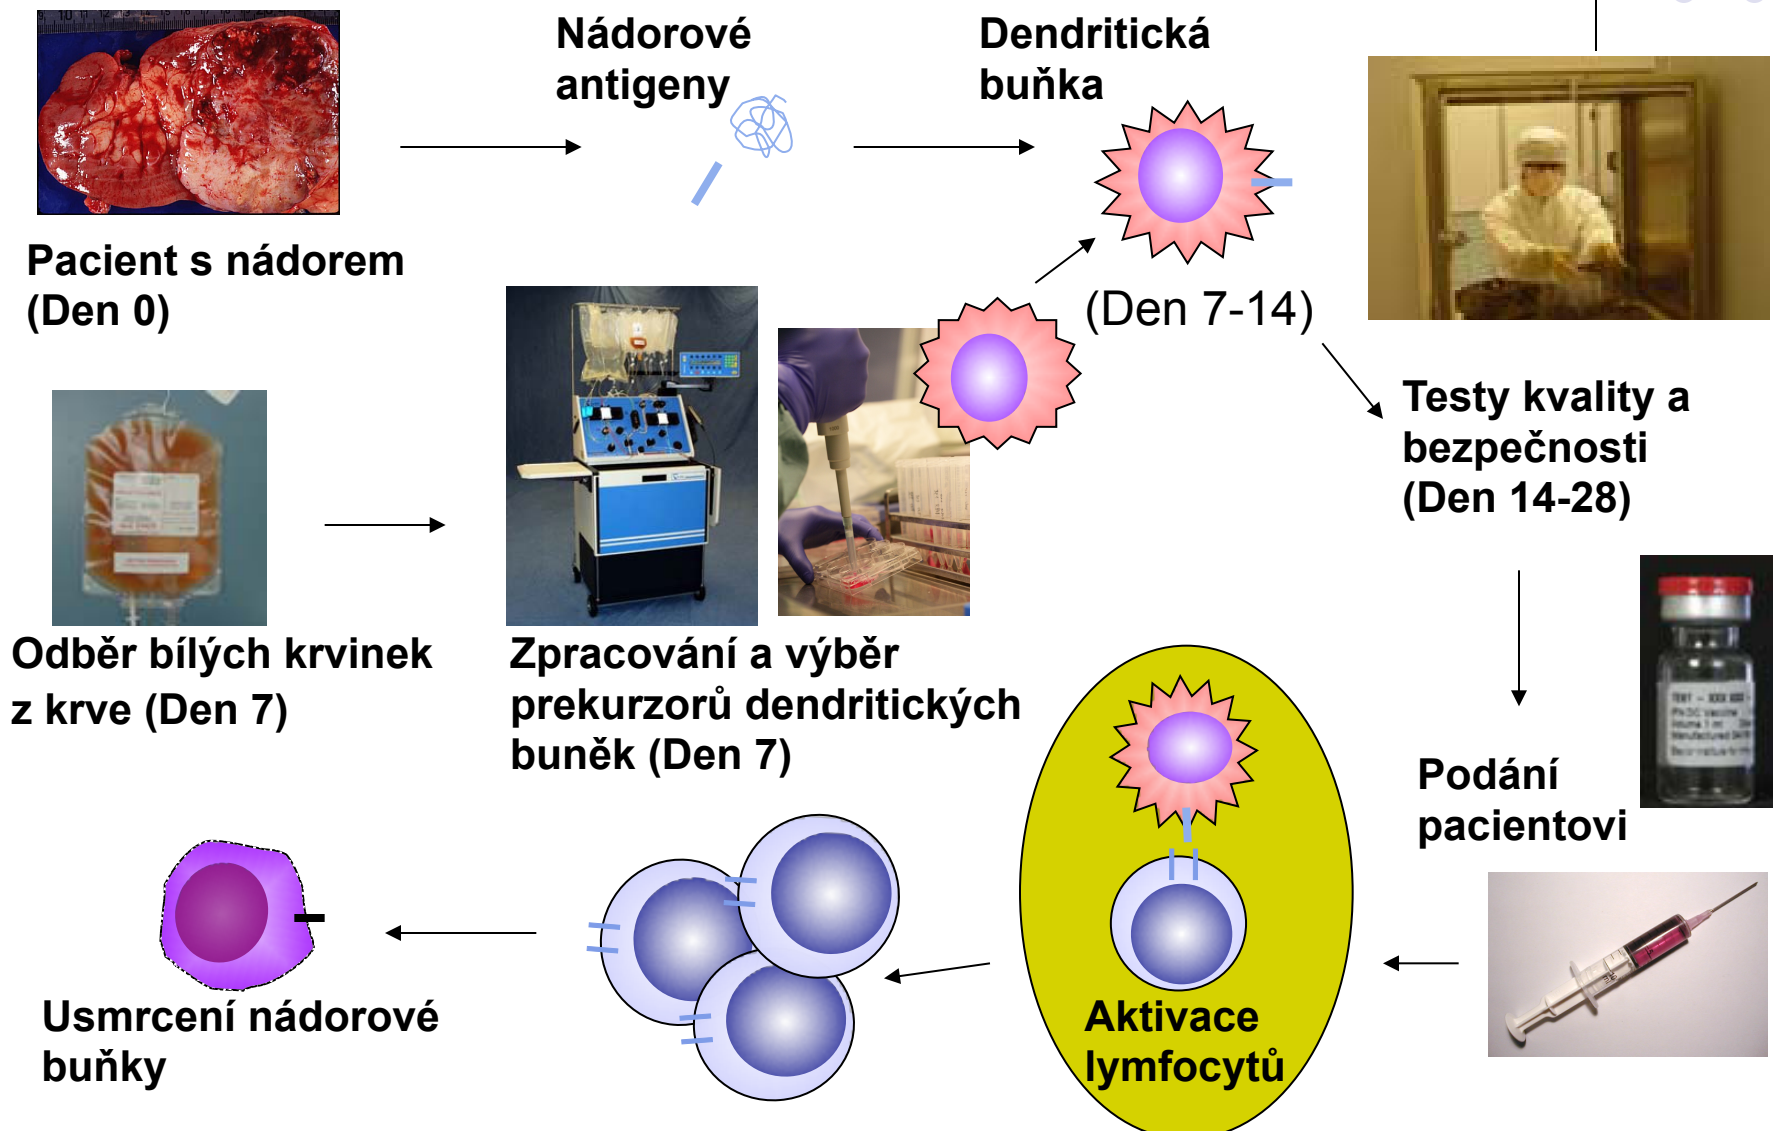 Nádorové
antigeny
Dendritická
buňka
Pacient s nádorem
(Den 0)
(Den 7-14)
Testy kvality a
bezpečnosti
(Den 14-28)
Odběr bílých krvinek
z krve (Den 7)
Zpracování a výběr
prekurzorů dendritických
buněk (Den 7)
Podání
pacientovi
Usmrcení nádorové
buňky
Aktivace
lymfocytů